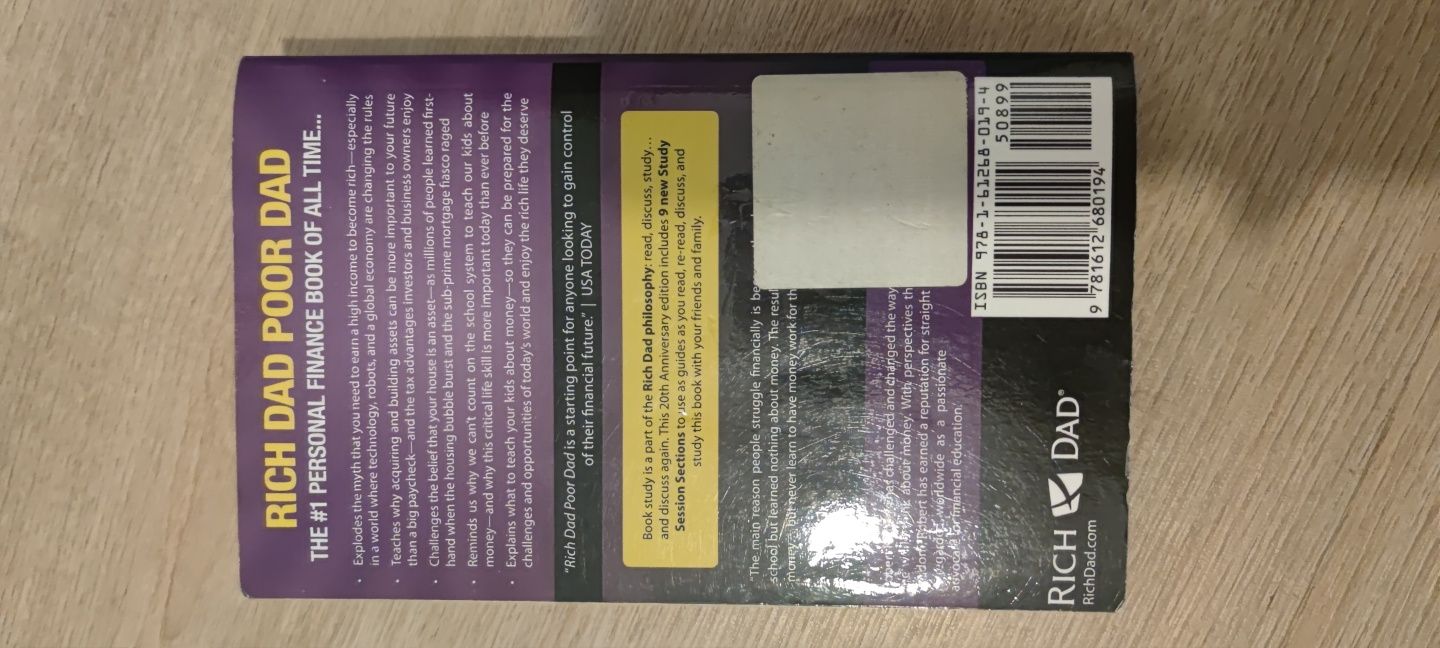 RICH DAD POOR DAD
THE #1 PERSONAL FINANCE BOOK OF ALL TIME...
• Explodes the myth that you need to earn a high income to become rich—especially
in a world where technology, robots, and a global economy are changing the rules
• Teaches why acquiring and building assets can be more important to your future
than a big paycheck—and the tax advantages investors and business owners enjoy
• Challenges the belief that your house is an asset—as millions of people learned first-
hand when the housing bubble burst and the sub-prime mortgage fiasco raged
• Reminds us why we can't count on the school system to teach our kids about
money—and why this critical life skill is more important today than ever before
• Explains what to teach your kids about money—so they can be prepared for the
challenges and opportunities of today's world and enjoy the rich life they deserve
"Rich Dad Poor Dad is a starting point for anyone looking to gain control
of their financial future." | USA TODAY
Book study is a part of the Rich Dad philosophy: read, discuss, study...
and discuss again. This 20th Anniversary edition includes 9 new Study
Session Sections to use as guides as you read, re-read, discuss, and
study this book with your friends and family.
"The main reason people struggle financially is
school but learned nothing about money. The
money... but never learn to have money work for
has challenged and changed the way
about money. With perspectives
Robert has earned a reputation for straight
worldwide as a passionate
advocate for financial education.
ISBN 978-1-61268-019-4
50899
9 781612 680194
RICH DAD®
RichDad.com